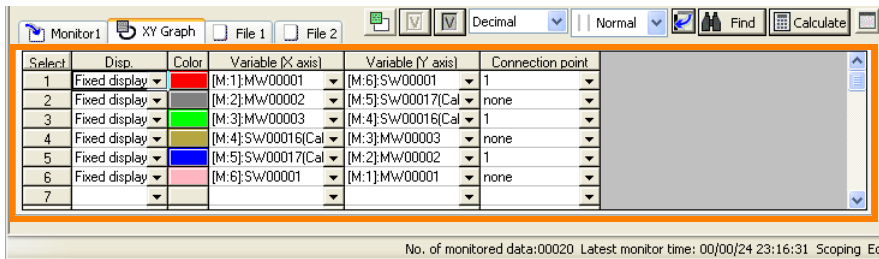 Monitor1 XY Graph File 1 File 2 V V Decimal Normal Find Calculate
Select Disp. Color Variable (X axis) Variable (Y axis) Connection point
1 Fixed display [M:1]:MW00001 [M:6]:SW00001 1
2 Fixed display [M:2]:MW00002 [M:5]:SW00017(Cal none
3 Fixed display [M:3]:MW00003 [M:4]:SW00016(Cal 1
4 Fixed display [M:4]:SW00016(Cal [M:3]:MW00003 none
5 Fixed display [M:5]:SW00017(Cal [M:2]:MW00002 1
6 Fixed display [M:6]:SW00001 [M:1]:MW00001 none
7
No. of monitored data:00020 Latest monitor time: 00/00/24 23:16:31 Scoping